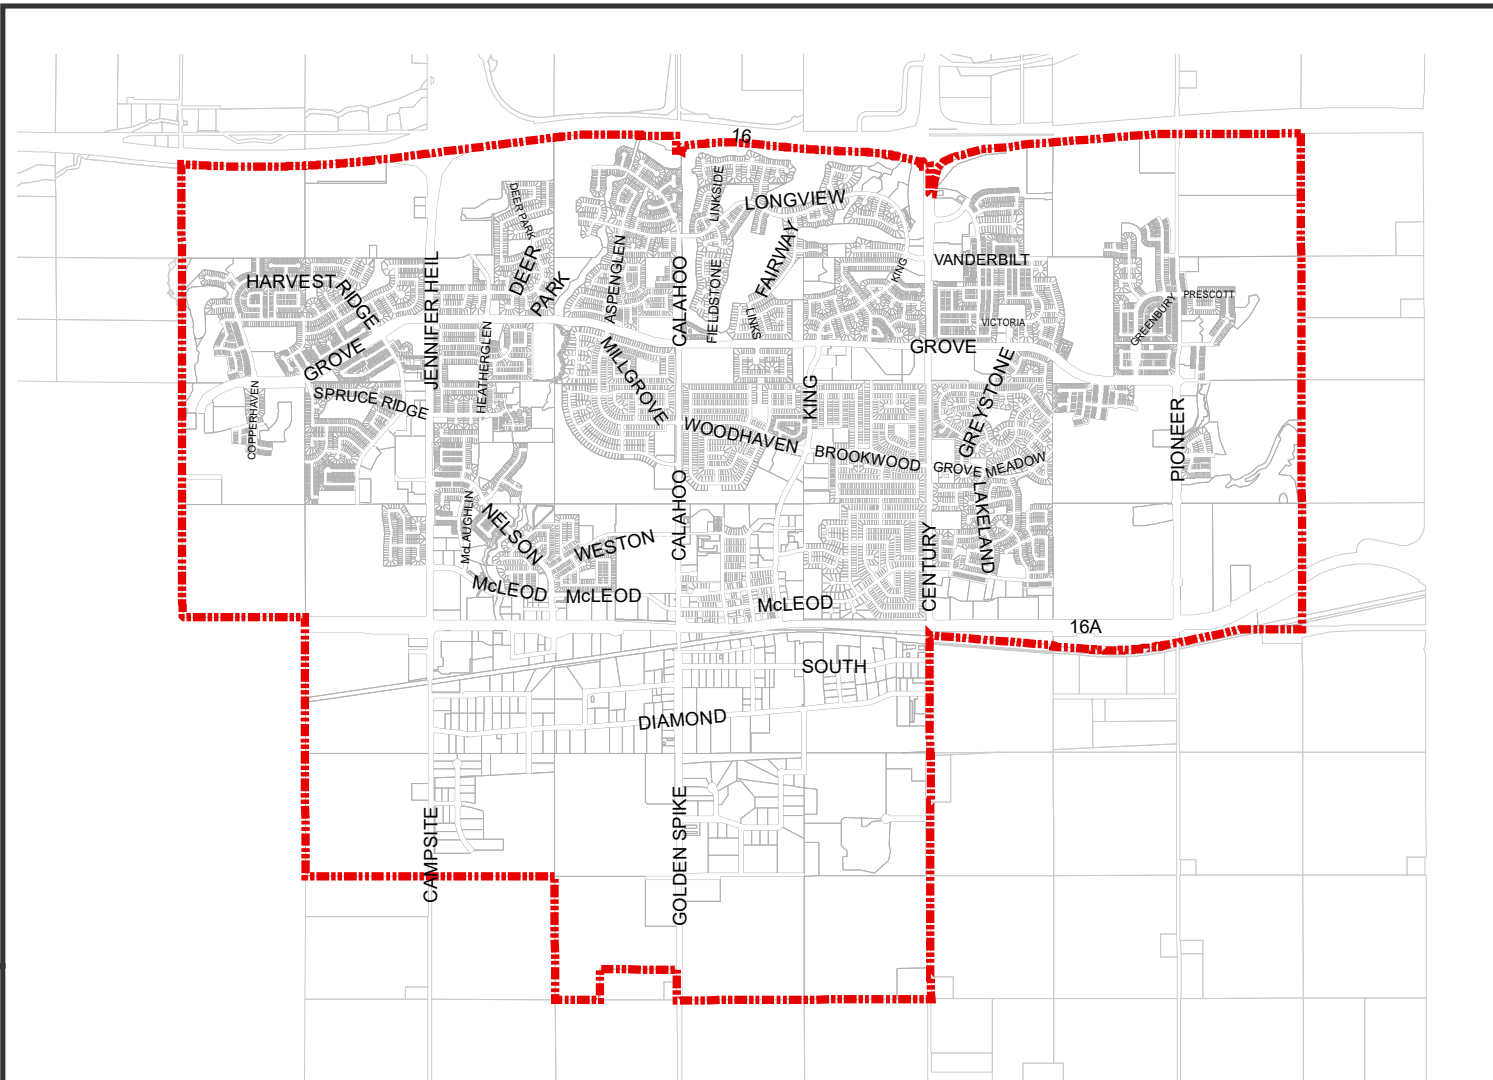 16
DEER PARK
LINKSIDE
LONGVIEW
FAIRWAY
ASPENGLEN
CALAHOO
FIELDSTONE
KING
VANDERBILT
HARVEST
RIDGE
JENNIFER HEIL
DEER
PARK
PRESCOTT
GREENBURY
VICTORIA
LINKS
GROVE
GROVE
HEATHERGLEN
MILLGROVE
GREYSTONE
SPRUCE RIDGE
COPPERHAVEN
KING
PIONEER
WOODHAVEN
BROOKWOOD
GROVE MEADOW
CALAHOO
McLAUGHLIN
NELSON
WESTON
LAKELAND
CENTURY
McLEOD
McLEOD
McLEOD
16A
SOUTH
DIAMOND
CAMPSITE
GOLDEN SPIKE